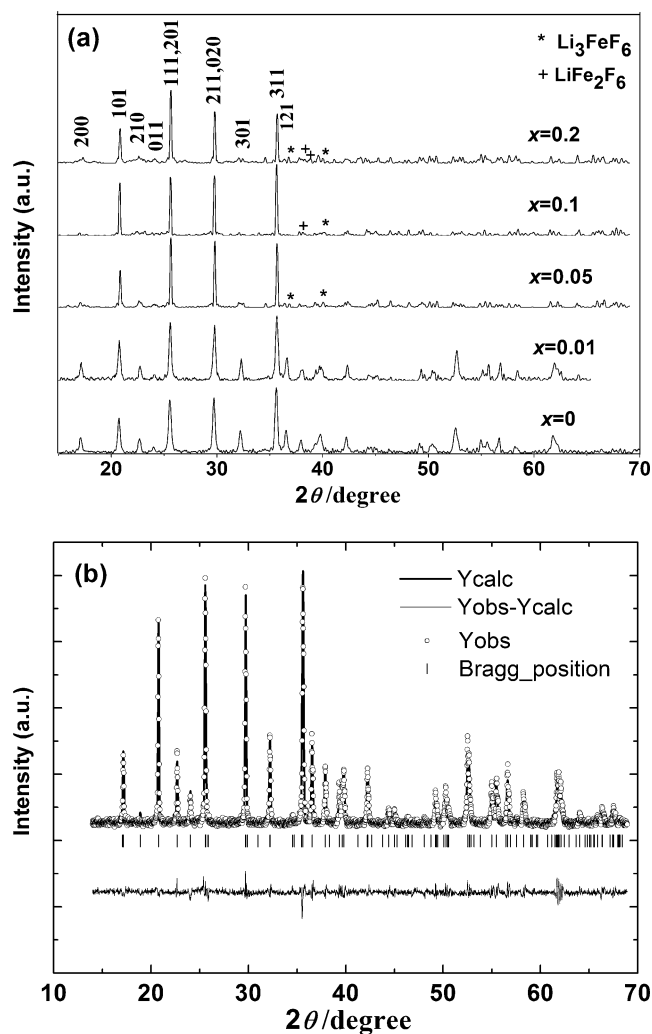 (a)
* Li₃FeF₆
+ LiFe₂F₆
200
101
210
011
111,201
211,020
301
311
121
* + + *
x=0.2
+ *
x=0.1
* *
x=0.05
x=0.01
x=0
Intensity (a.u.)
20 30 40 50 60 70
2θ/degree
(b)
Ycalc
Yobs-Ycalc
Yobs
Bragg_position
Intensity (a.u.)
10 20 30 40 50 60 70
2θ/degree